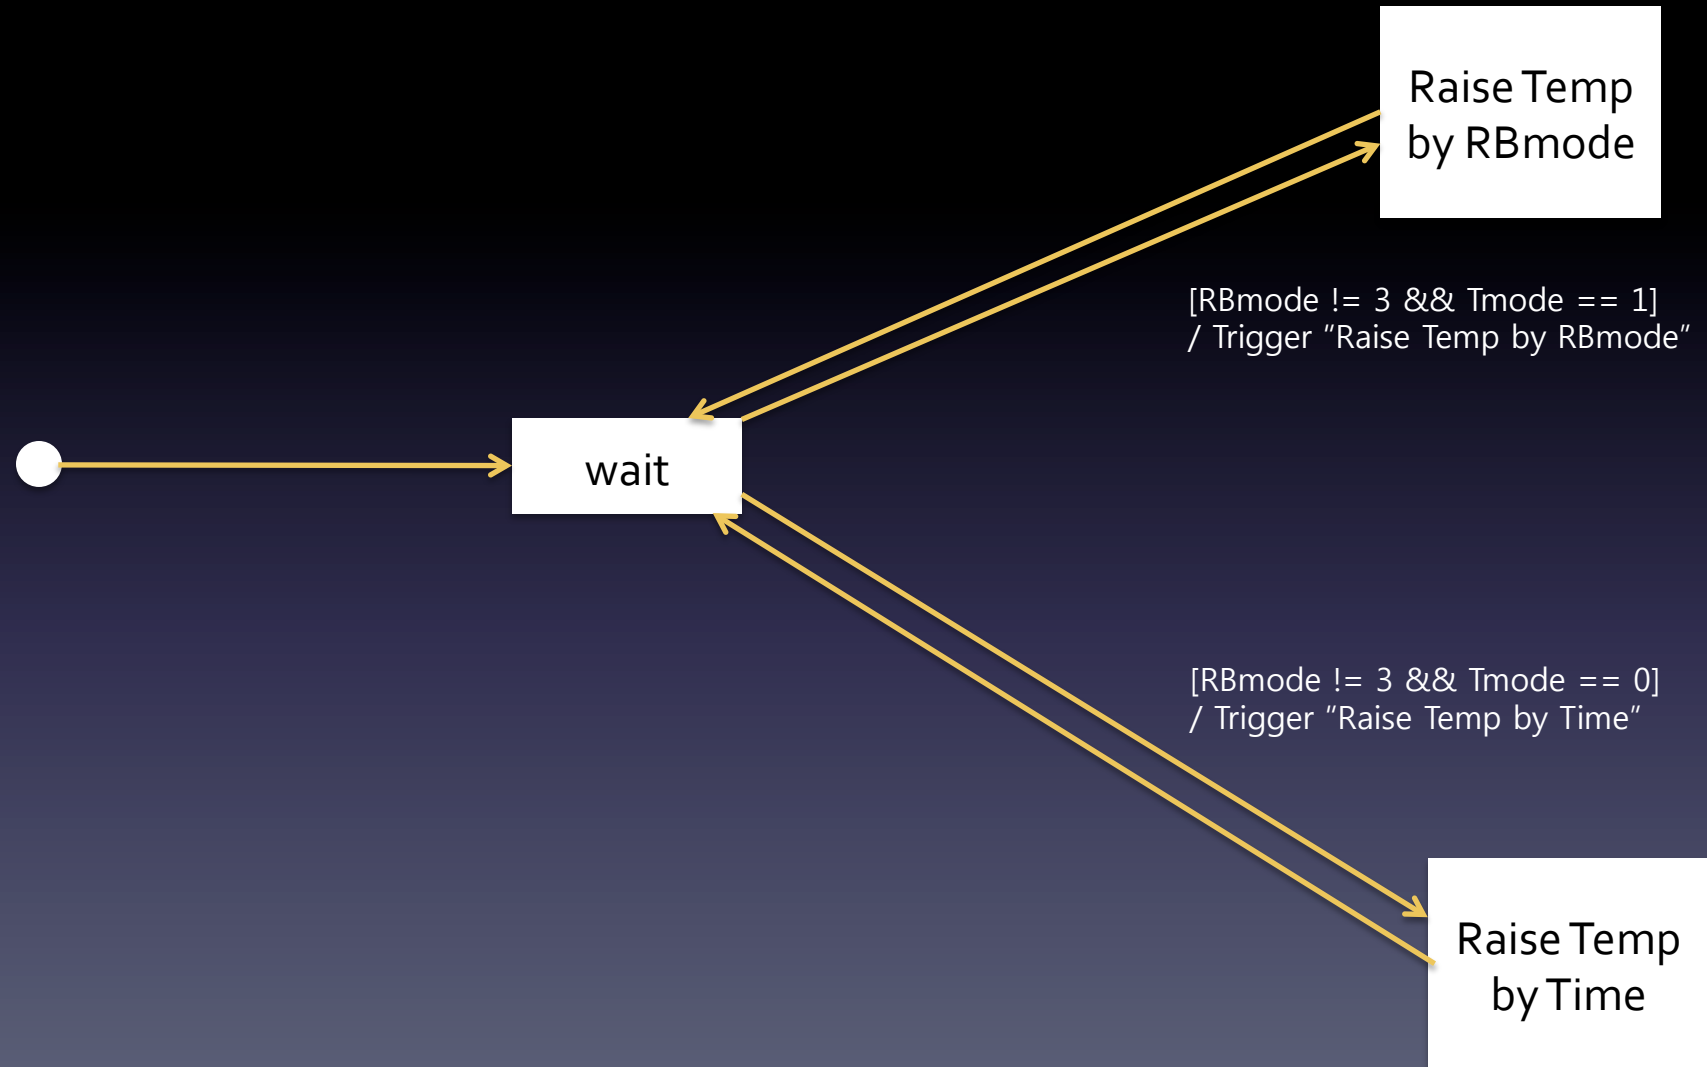 Raise Temp
by RBmode
[RBmode != 3 && Tmode == 1]
/ Trigger "Raise Temp by RBmode"
wait
[RBmode != 3 && Tmode == 0]
/ Trigger "Raise Temp by Time"
Raise Temp
by Time